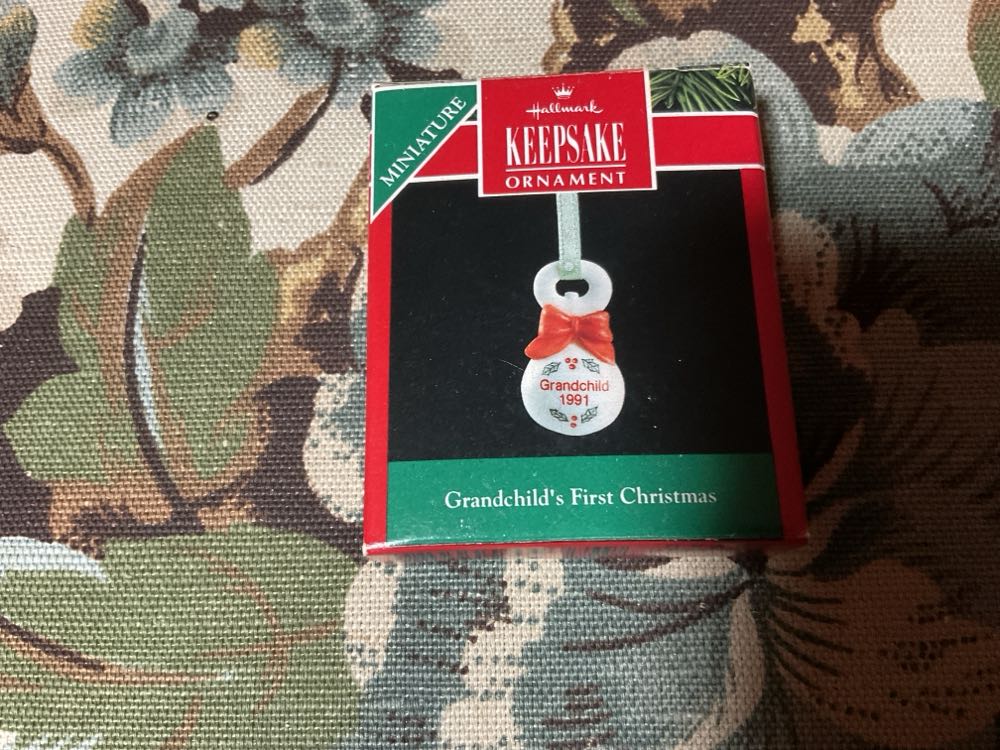 MINIATURE
Hallmark
KEEPSAKE
ORNAMENT
Grandchild
1991
Grandchild's First Christmas